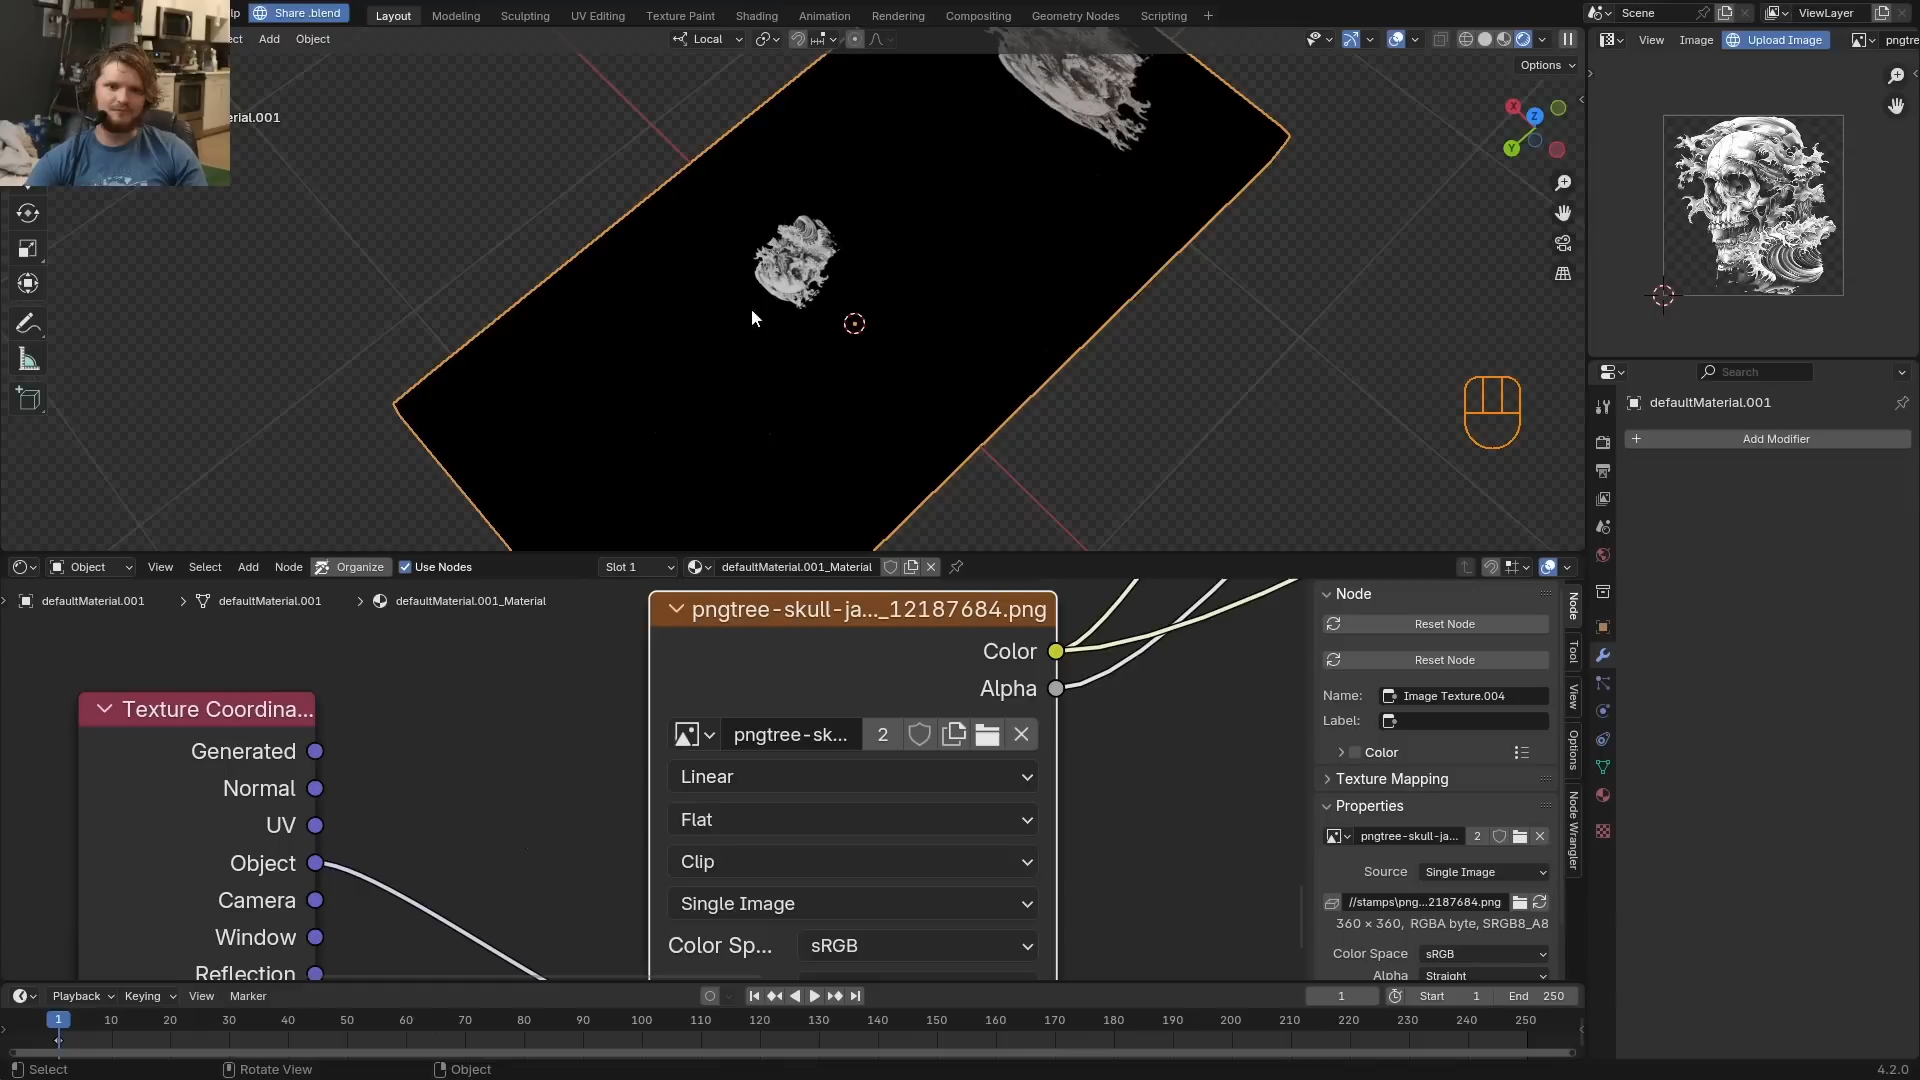 lp
Share .blend
Layout
Modeling
Sculpting
UV Editing
Texture Paint
Shading
Animation
Rendering
Compositing
Geometry Nodes
Scripting
Scene
ViewLayer
ect
Add
Object
Local
View
Image
Upload Image
pngtre
Options
erial.001
X
Z
Y
Search
defaultMaterial.001
Add Modifier
Object
View
Select
Add
Node
Organize
Use Nodes
Slot 1
defaultMaterial.001_Material
defaultMaterial.001
defaultMaterial.001
defaultMaterial.001_Material
pngtree-skull-ja..._12187684.png
Color
Alpha
pngtree-sk...
2
Linear
Flat
Clip
Single Image
Color Sp...
sRGB
Texture Coordina...
Generated
Normal
UV
Object
Camera
Window
Reflection
Node
Reset Node
Reset Node
Name:
Image Texture.004
Label:
Color
Texture Mapping
Properties
pngtree-skull-ja...
2
Source
Single Image
//stamps\png...2187684.png
360 × 360, RGBA byte, SRGB8_A8
Color Space
sRGB
Alpha
Straight
Node
Tool
View
Options
Node Wrangler
Playback
Keying
View
Marker
1
Start
1
End
250
1
10
20
30
40
50
60
70
80
90
100
110
120
130
140
150
160
170
180
190
200
210
220
230
240
250
Select
Rotate View
Object
4.2.0